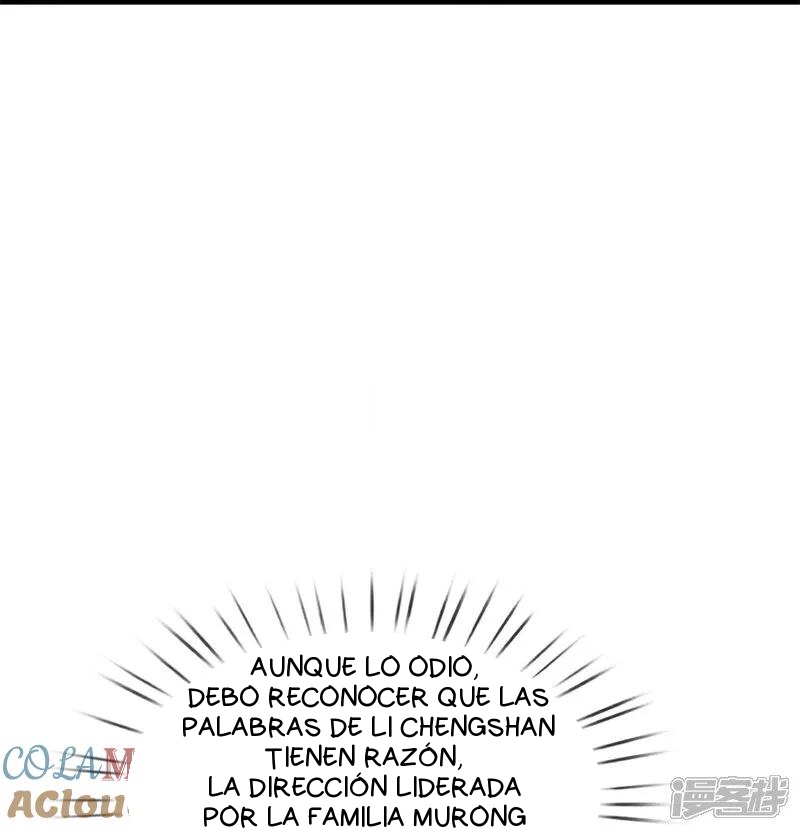 AUNQUE LO ODIO,
DEBO RECONOCER QUE LAS
PALABRAS DE LI CHENGSHAN
TIENEN RAZÓN,
LA DIRECCIÓN LIDERADA
POR LA FAMILIA MURONG
COLAM
AClou
漫客栈